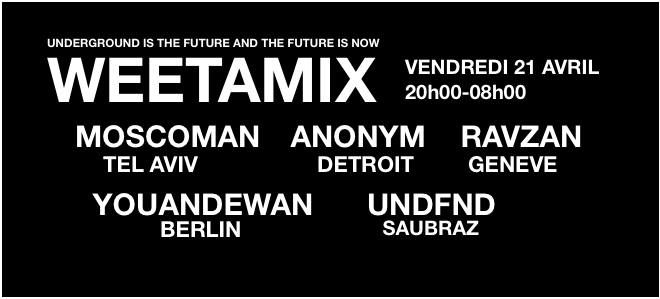 UNDERGROUND IS THE FUTURE AND THE FUTURE IS NOW
WEETAMIX
VENDREDI 21 AVRIL
20h00-08h00
MOSCOMAN ANONYM RAVZAN
TEL AVIV DETROIT GENEVE
YOUANDEWAN UNDFND
BERLIN SAUBRAZ